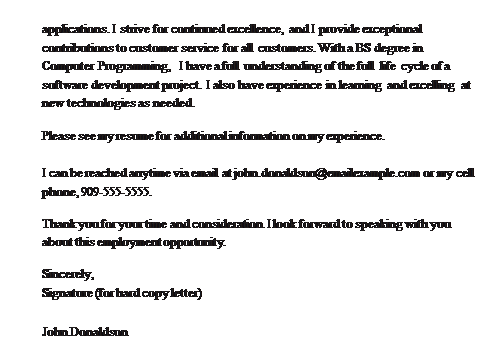 applications. I strive for continued excellence, and I provide exceptional
contributions to customer service for all customers. With a BS degree in
Computer Programming, I have a full understanding of the full life cycle of a
software development project. I also have experience in learning and excelling at
new technologies as needed.
Please see my resume for additional information on my experience.
I can be reached anytime via email at john.donaldson@emailexample.com or my cell
phone, 909-555-5555.
Thank you for your time and consideration. I look forward to speaking with you
about this employment opportunity.
Sincerely,
Signature (for hard copy letter)
John Donaldson